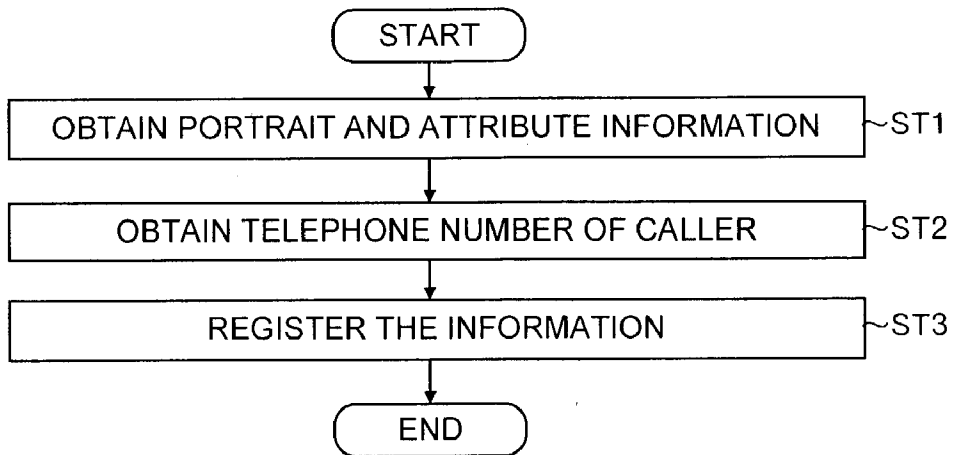 START
OBTAIN PORTRAIT AND ATTRIBUTE INFORMATION ~ST1
OBTAIN TELEPHONE NUMBER OF CALLER ~ST2
REGISTER THE INFORMATION ~ST3
END